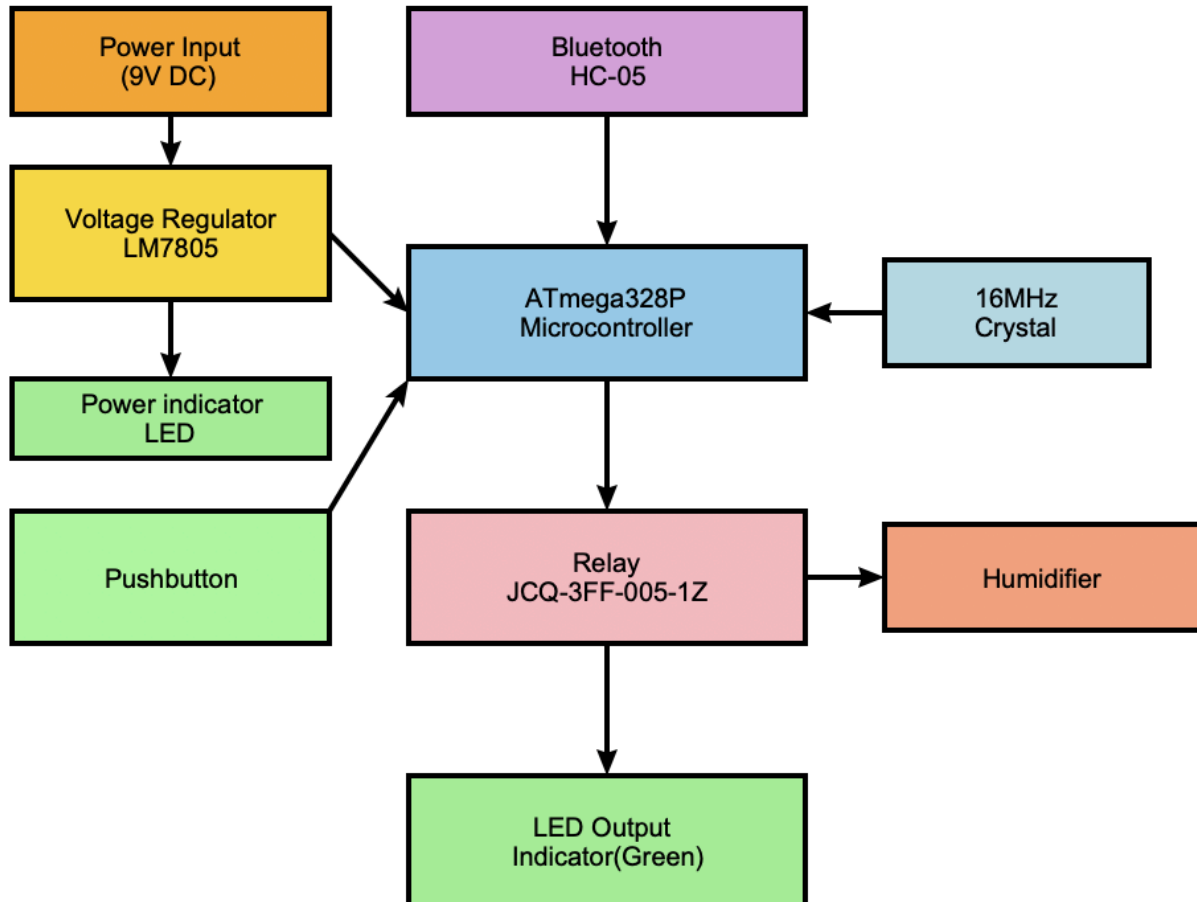 Power Input
(9V DC)
Bluetooth
HC-05
Voltage Regulator
LM7805
ATmega328P
Microcontroller
16MHz
Crystal
Power indicator
LED
Pushbutton
Relay
JCQ-3FF-005-1Z
Humidifier
LED Output
Indicator(Green)